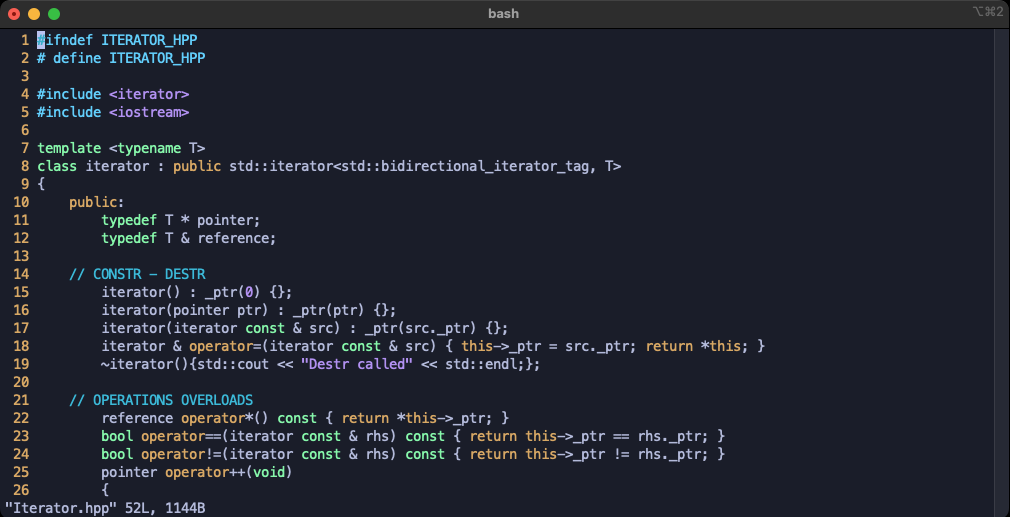 bash
⌥⌘2
1 #ifndef ITERATOR_HPP
2 # define ITERATOR_HPP
3
4 #include <iterator>
5 #include <iostream>
6
7 template <typename T>
8 class iterator : public std::iterator<std::bidirectional_iterator_tag, T>
9 {
10     public:
11         typedef T * pointer;
12         typedef T & reference;
13
14     // CONSTR - DESTR
15         iterator() : _ptr(0) {};
16         iterator(pointer ptr) : _ptr(ptr) {};
17         iterator(iterator const & src) : _ptr(src._ptr) {};
18         iterator & operator=(iterator const & src) { this->_ptr = src._ptr; return *this; }
19         ~iterator(){std::cout << "Destr called" << std::endl;};
20
21     // OPERATIONS OVERLOADS
22         reference operator*() const { return *this->_ptr; }
23         bool operator==(iterator const & rhs) const { return this->_ptr == rhs._ptr; }
24         bool operator!=(iterator const & rhs) const { return this->_ptr != rhs._ptr; }
25         pointer operator++(void)
26         {
"Iterator.hpp" 52L, 1144B